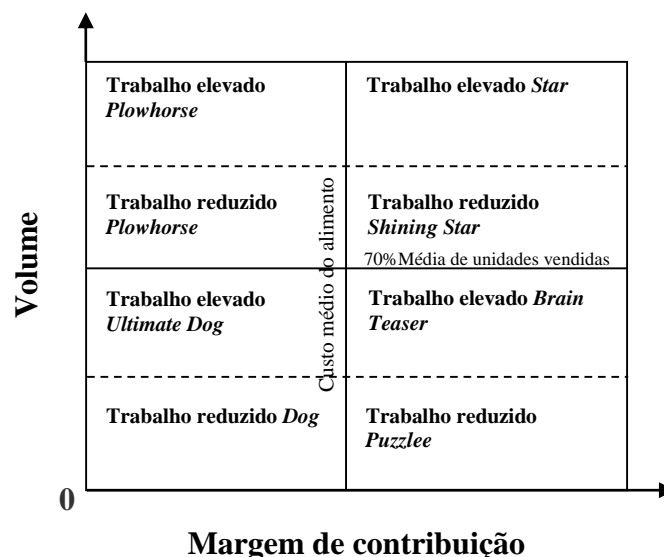 Trabalho elevado
Plowhorse
Trabalho elevado Star
Trabalho reduzido
Plowhorse
Trabalho reduzido
Shining Star
70%Média de unidades vendidas
Trabalho elevado
Ultimate Dog
Trabalho elevado Brain
Teaser
Trabalho reduzido Dog
Trabalho reduzido
Puzzlee
Custo médio do alimento
Volume
0
Margem de contribuição